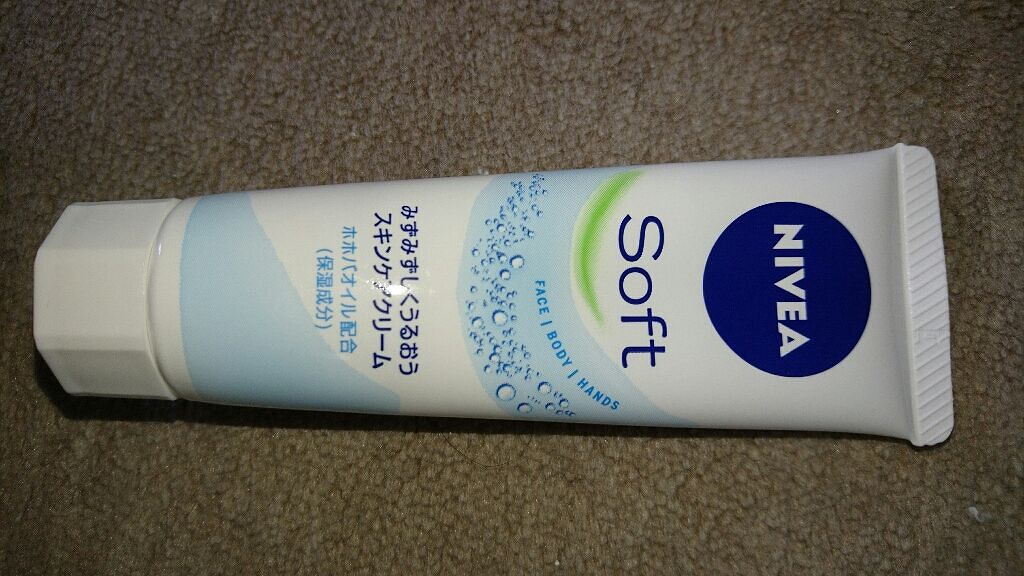 NIVEA
Soft
FACE | BODY | HANDS
みずみずしくうるおう
スキンケアクリーム
ホホバオイル配合
(保湿成分)